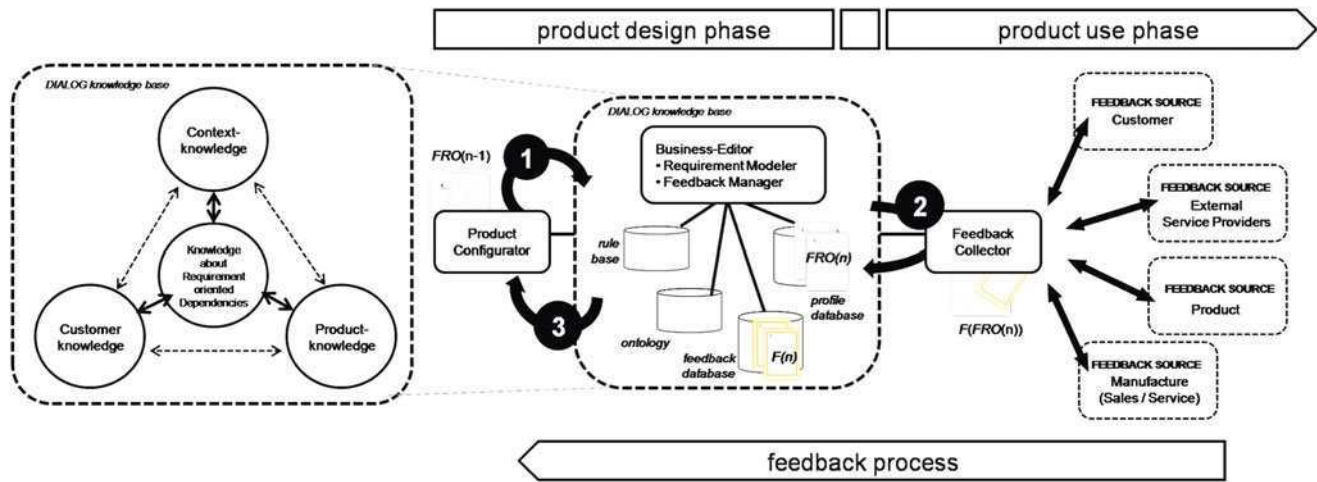 product design phase
product use phase
DIALOG knowledge base
Context-
knowledge
Knowledge
about
Requirement
oriented
Dependencies
Customer
knowledge
Product-
knowledge
FRO(n-1)
1
Product
Configurator
3
DIALOG knowledge base
Business-Editor
• Requirement Modeler
• Feedback Manager
rule
base
ontology
feedback
database
F(n)
FRO(n)
profile
database
2
Feedback
Collector
F(FRO(n))
FEEDBACK SOURCE
Customer
FEEDBACK SOURCE
External
Service Providers
FEEDBACK SOURCE
Product
FEEDBACK SOURCE
Manufacture
(Sales / Service)
feedback process